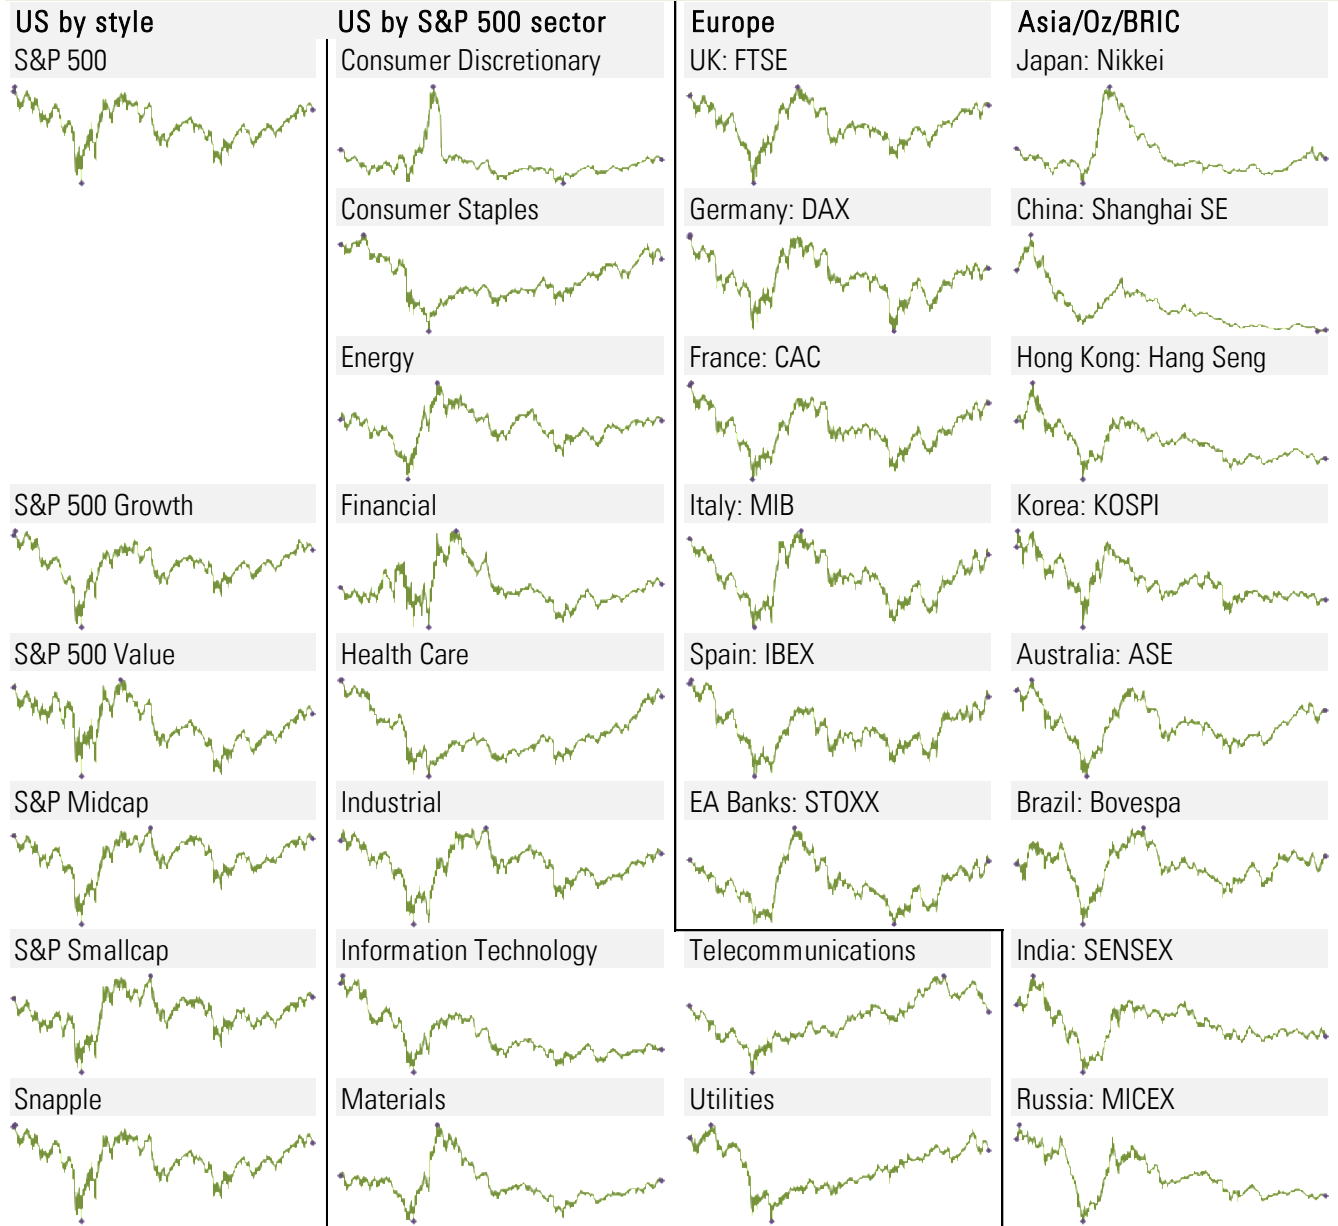 US by style
US by S&P 500 sector
Europe
Asia/Oz/BRIC
S&P 500
Consumer Discretionary
UK: FTSE
Japan: Nikkei
Consumer Staples
Germany: DAX
China: Shanghai SE
Energy
France: CAC
Hong Kong: Hang Seng
S&P 500 Growth
Financial
Italy: MIB
Korea: KOSPI
S&P 500 Value
Health Care
Spain: IBEX
Australia: ASE
S&P Midcap
Industrial
EA Banks: STOXX
Brazil: Bovespa
S&P Smallcap
Information Technology
Telecommunications
India: SENSEX
Snapple
Materials
Utilities
Russia: MICEX